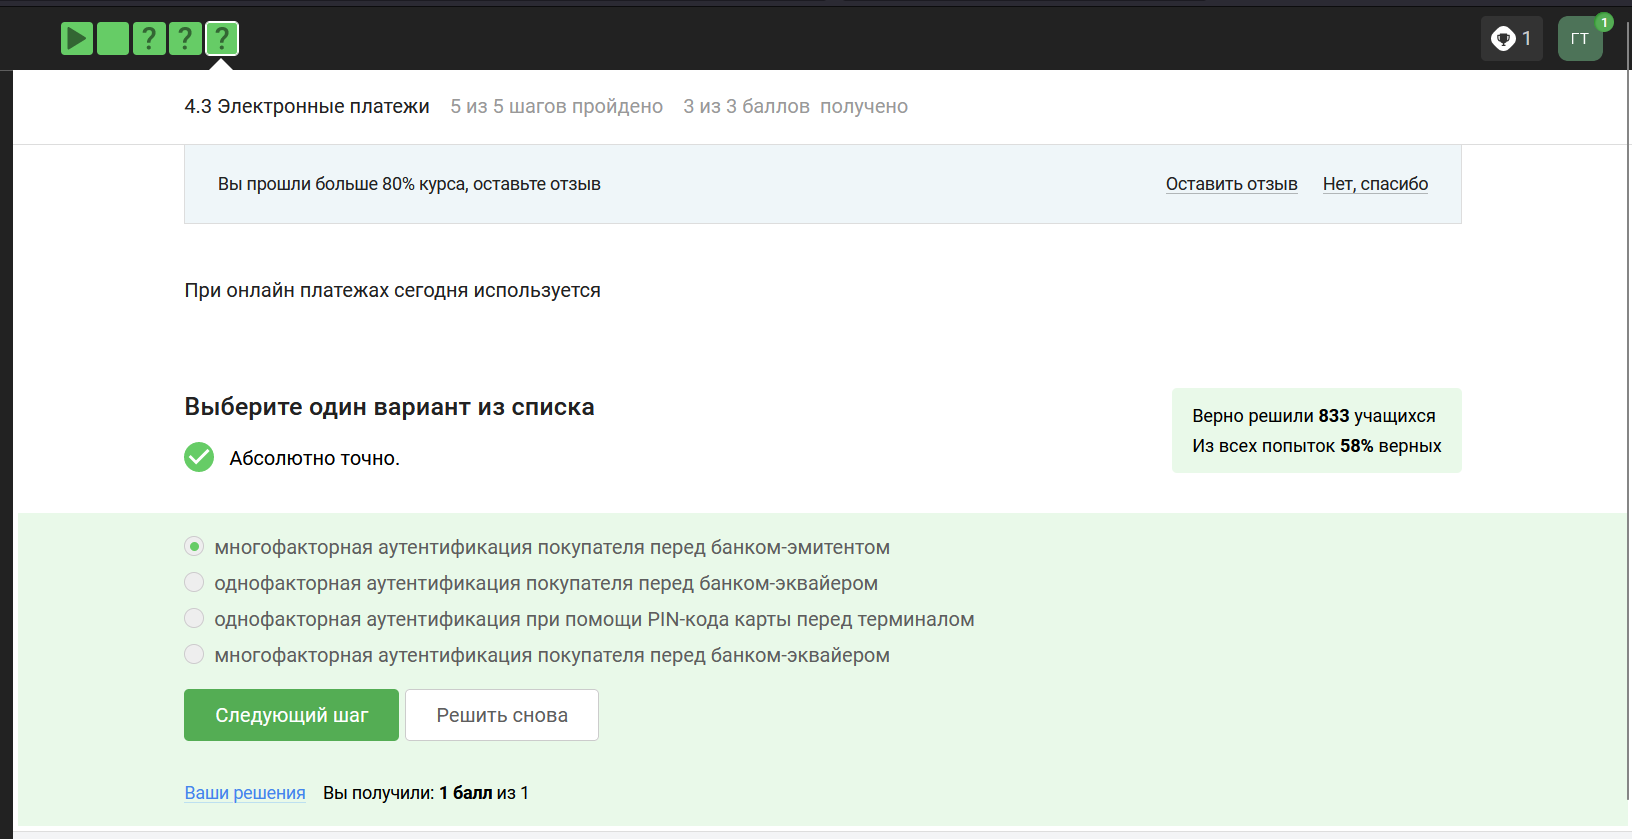 ? ? ?
1
ГТ
1
4.3 Электронные платежи 5 из 5 шагов пройдено 3 из 3 баллов получено
Вы прошли больше 80% курса, оставьте отзыв Оставить отзыв Нет, спасибо
При онлайн платежах сегодня используется
Выберите один вариант из списка
Абсолютно точно.
Верно решили 833 учащихся
Из всех попыток 58% верных
многофакторная аутентификация покупателя перед банком-эмитентом
однофакторная аутентификация покупателя перед банком-эквайером
однофакторная аутентификация при помощи PIN-кода карты перед терминалом
многофакторная аутентификация покупателя перед банком-эквайером
Следующий шаг Решить снова
Ваши решения Вы получили: 1 балл из 1